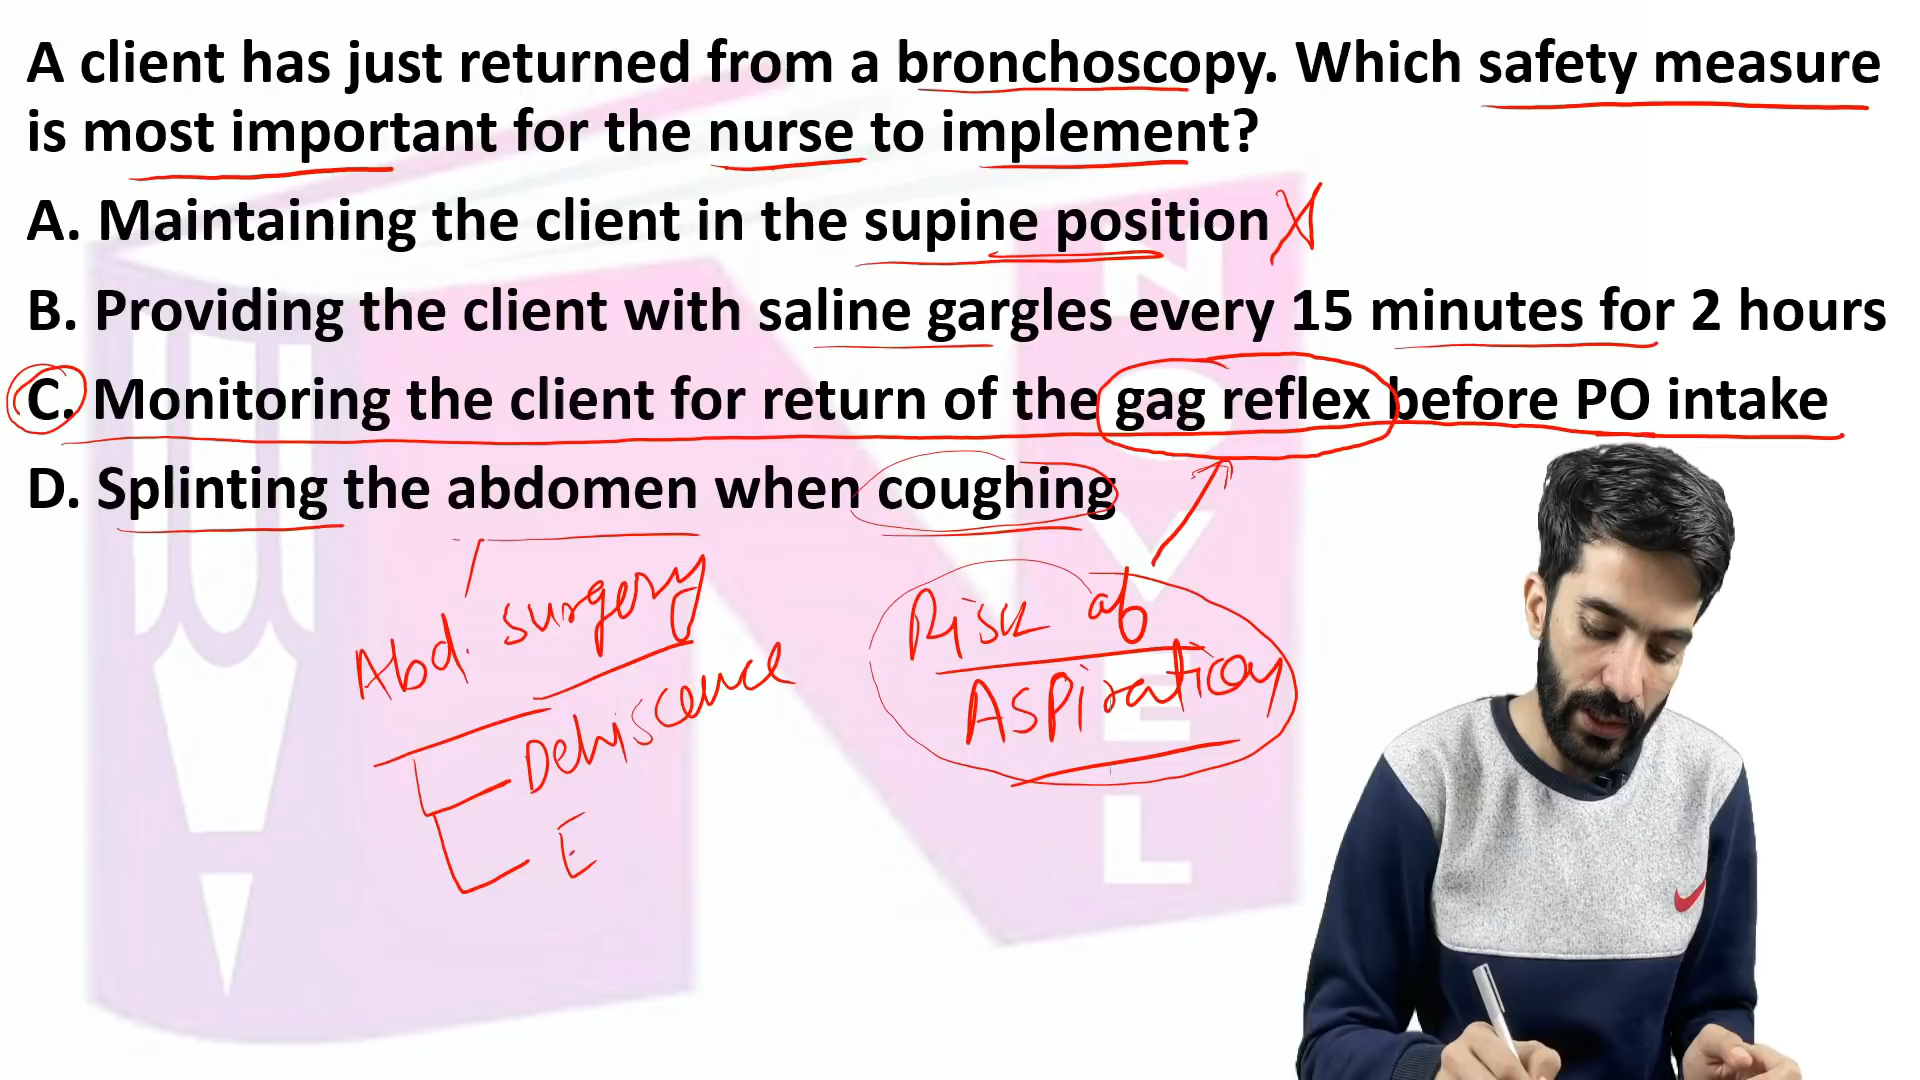 A client has just returned from a bronchoscopy. Which safety measure
is most important for the nurse to implement?
A. Maintaining the client in the supine position
B. Providing the client with saline gargles every 15 minutes for 2 hours
C. Monitoring the client for return of the gag reflex before PO intake
D. Splinting the abdomen when coughing
Abd. surgery
Dehiscence
E
Risk of
Aspiration
NOVEL